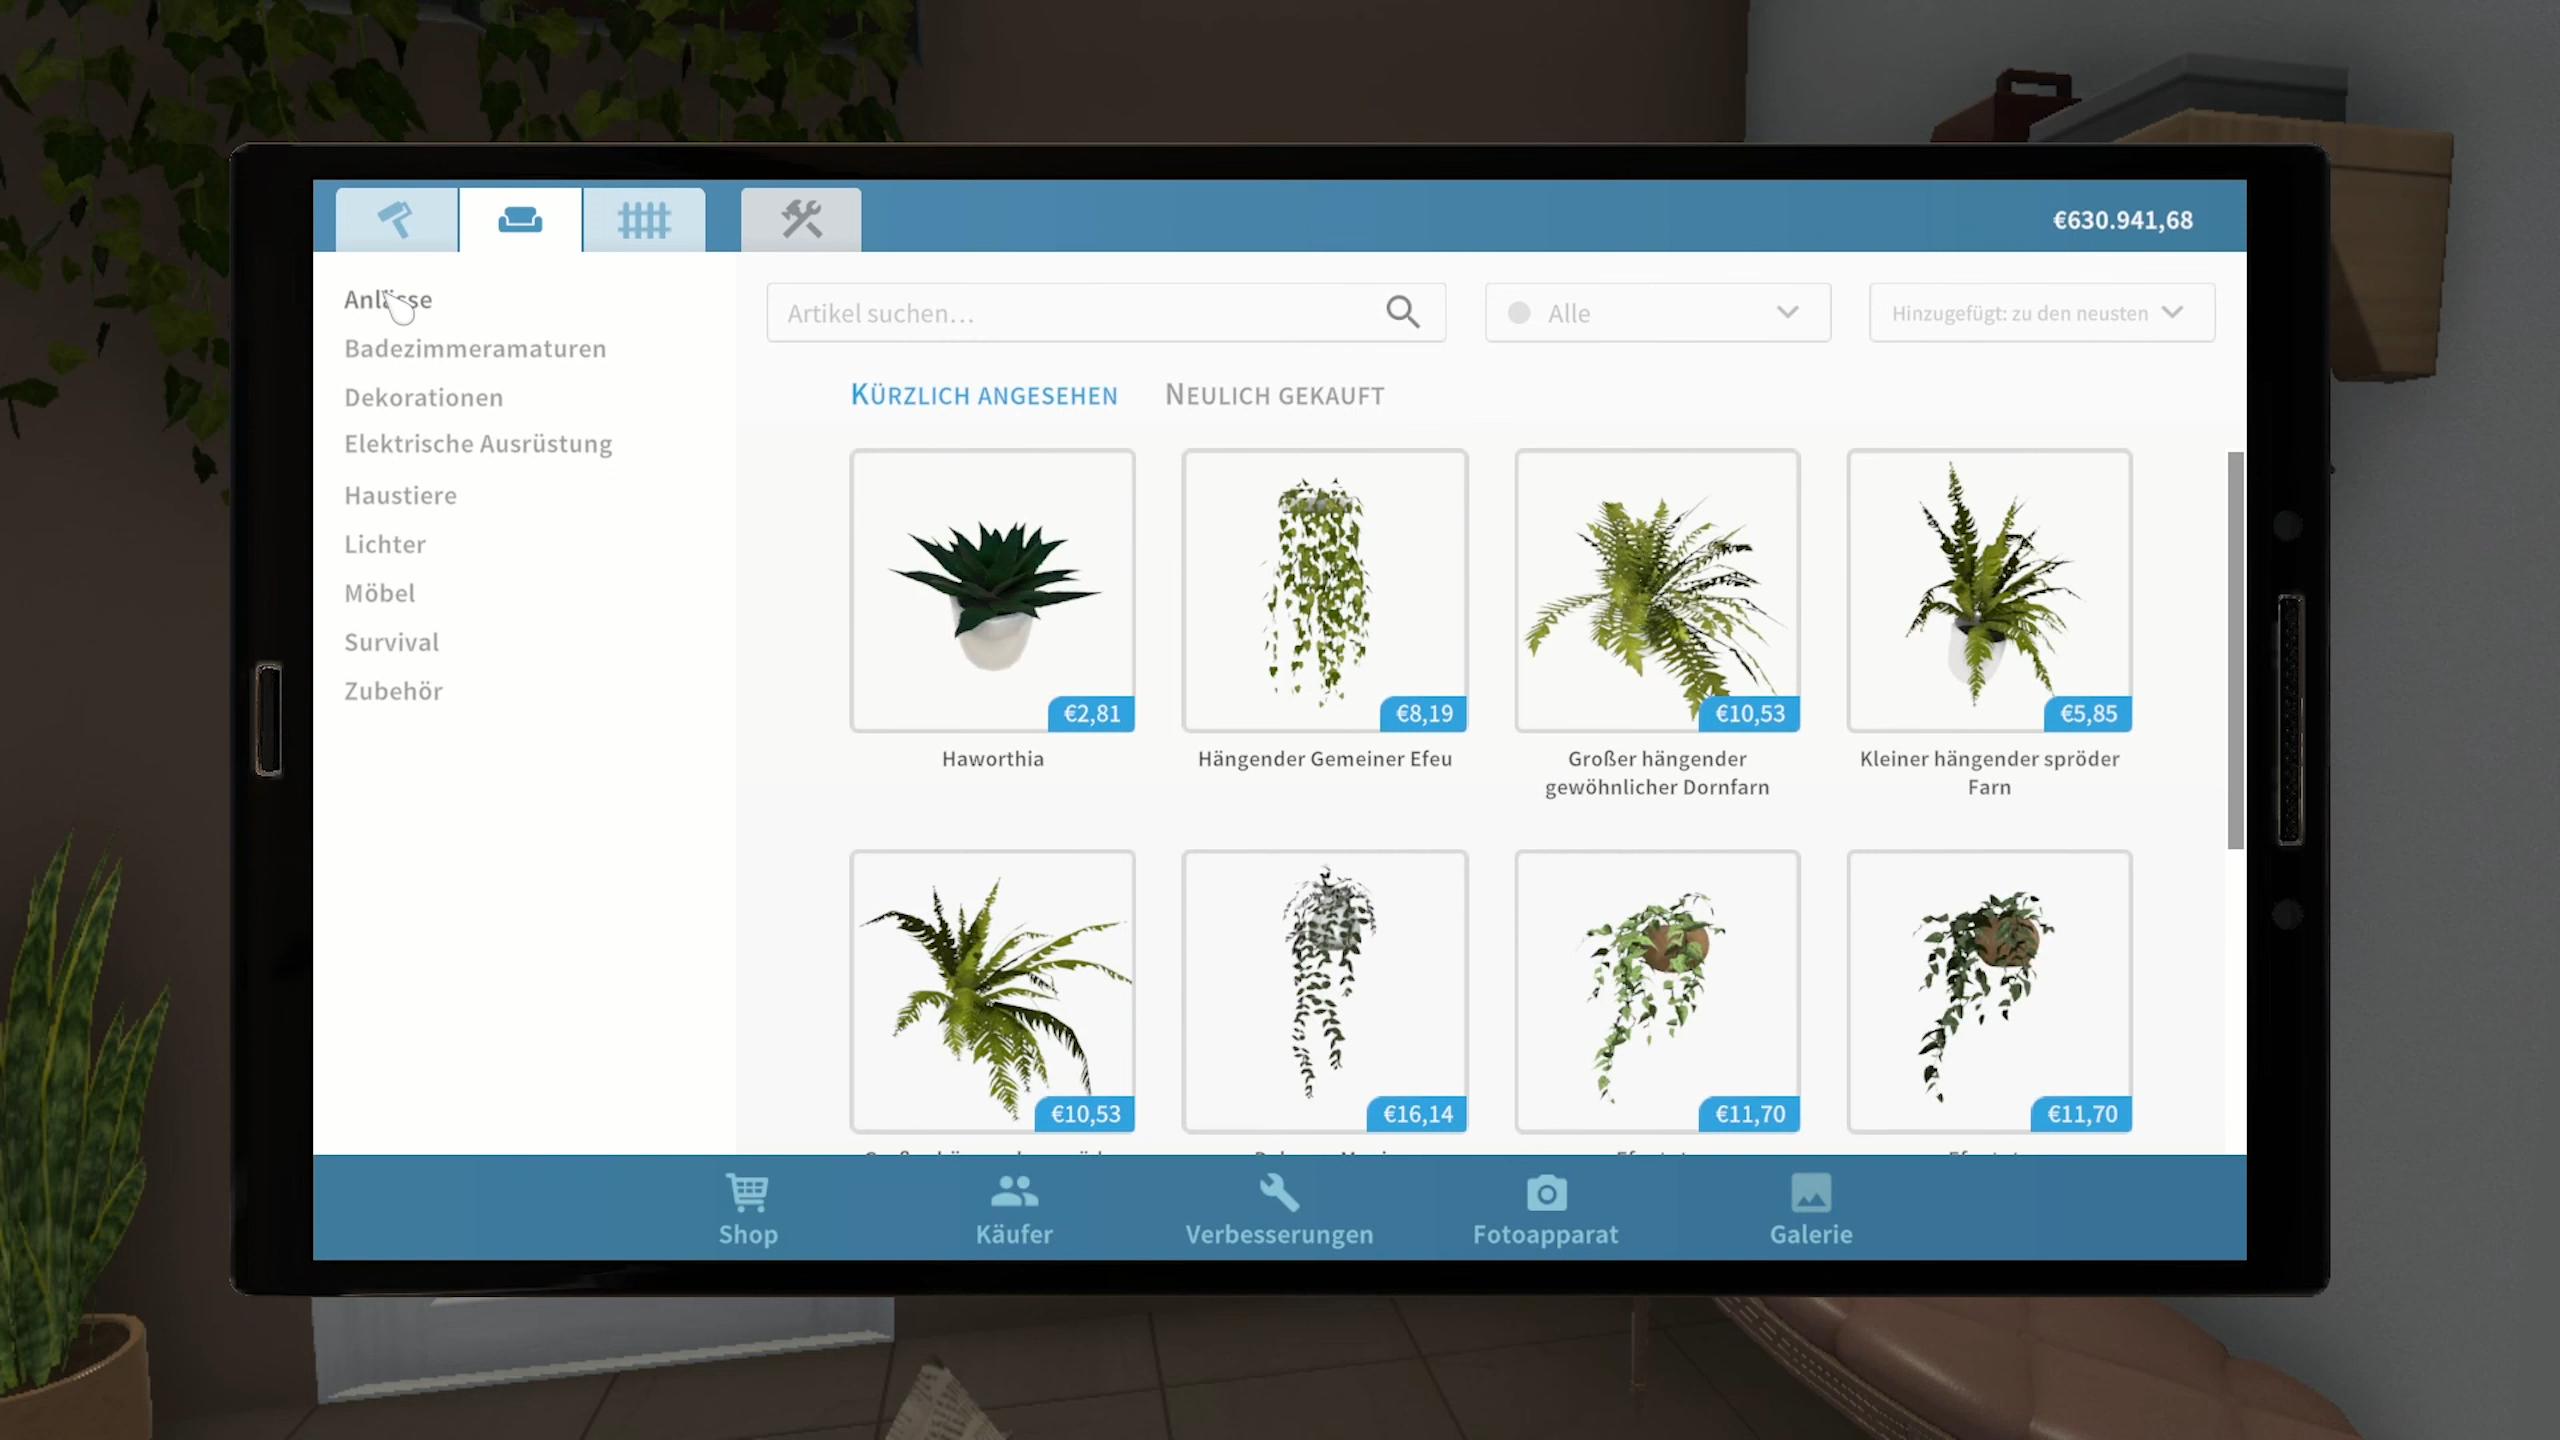 €630.941,68
Anlässe
Badezimmeramaturen
Dekorationen
Elektrische Ausrüstung
Haustiere
Lichter
Möbel
Survival
Zubehör
Artikel suchen...
Alle
Hinzugefügt: zu den neusten
KÜRZLICH ANGESEHEN
NEULICH GEKAUFT
€2,81
€8,19
€10,53
€5,85
Haworthia
Hängender Gemeiner Efeu
Großer hängender
gewöhnlicher Dornfarn
Kleiner hängender spröder
Farn
€10,53
€16,14
€11,70
€11,70
Shop
Käufer
Verbesserungen
Fotoapparat
Galerie